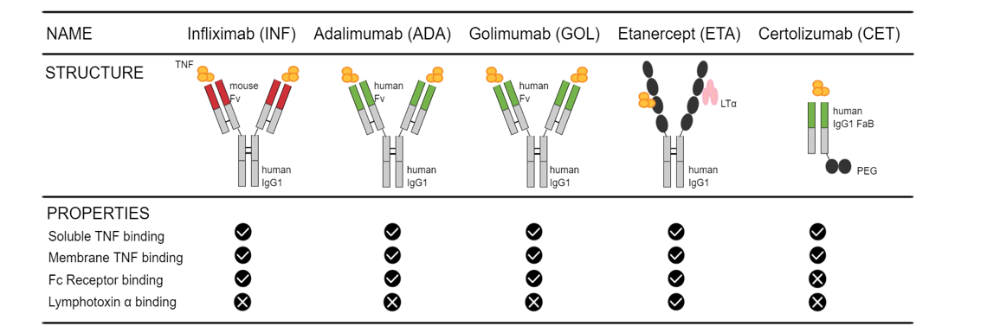 NAME Infliximab (INF) Adalimumab (ADA) Golimumab (GOL) Etanercept (ETA) Certolizumab (CET)
STRUCTURE
TNF
mouse
Fv
human
IgG1
human
Fv
human
IgG1
human
Fv
human
IgG1
LTα
human
IgG1
human
IgG1 FaB
PEG
PROPERTIES
Soluble TNF binding
Membrane TNF binding
Fc Receptor binding
Lymphotoxin α binding